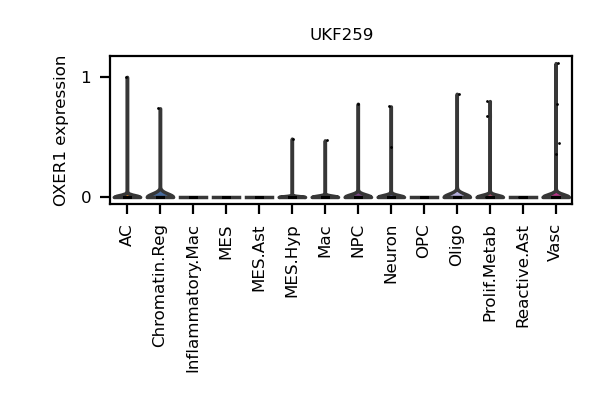 UKF259
OXER1 expression
1
0
AC
Chromatin.Reg
Inflammatory.Mac
MES
MES.Ast
MES.Hyp
Mac
NPC
Neuron
OPC
Oligo
Prolif.Metab
Reactive.Ast
Vasc